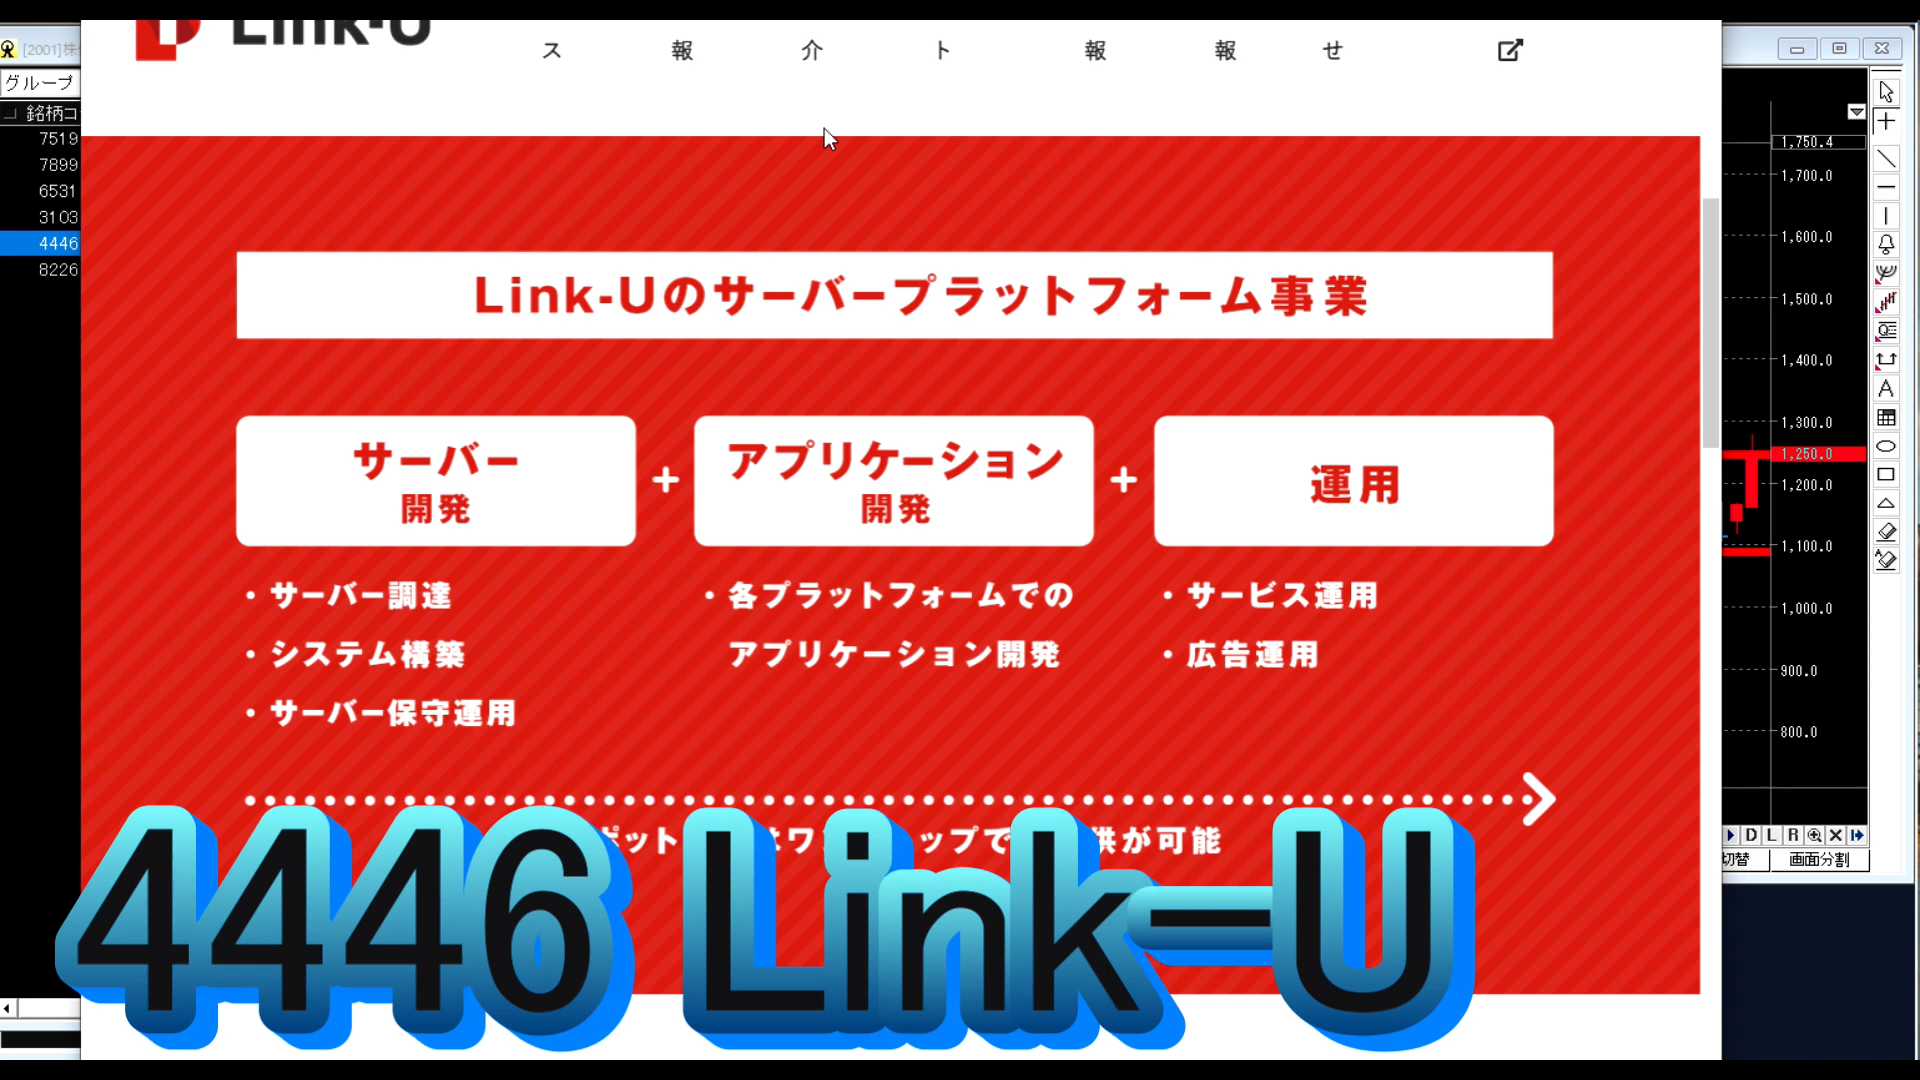 Link-U
ス 報 介 ト 報 報 せ
[2001]株
グループ
銘柄コ
7519
7899
6531
3103
4446
8226
Link-Uのサーバープラットフォーム事業
サーバー
開発
+
アプリケーション
開発
+
運用
・サーバー調達
・システム構築
・サーバー保守運用
・各プラットフォームでの
アプリケーション開発
・サービス運用
・広告運用
ポット
ップで
供が可能
4446 Link-U
1,750.4
1,700.0
1,600.0
1,500.0
1,400.0
1,300.0
1,250.0
1,200.0
1,100.0
1,000.0
900.0
800.0
D L R
切替
画面分割